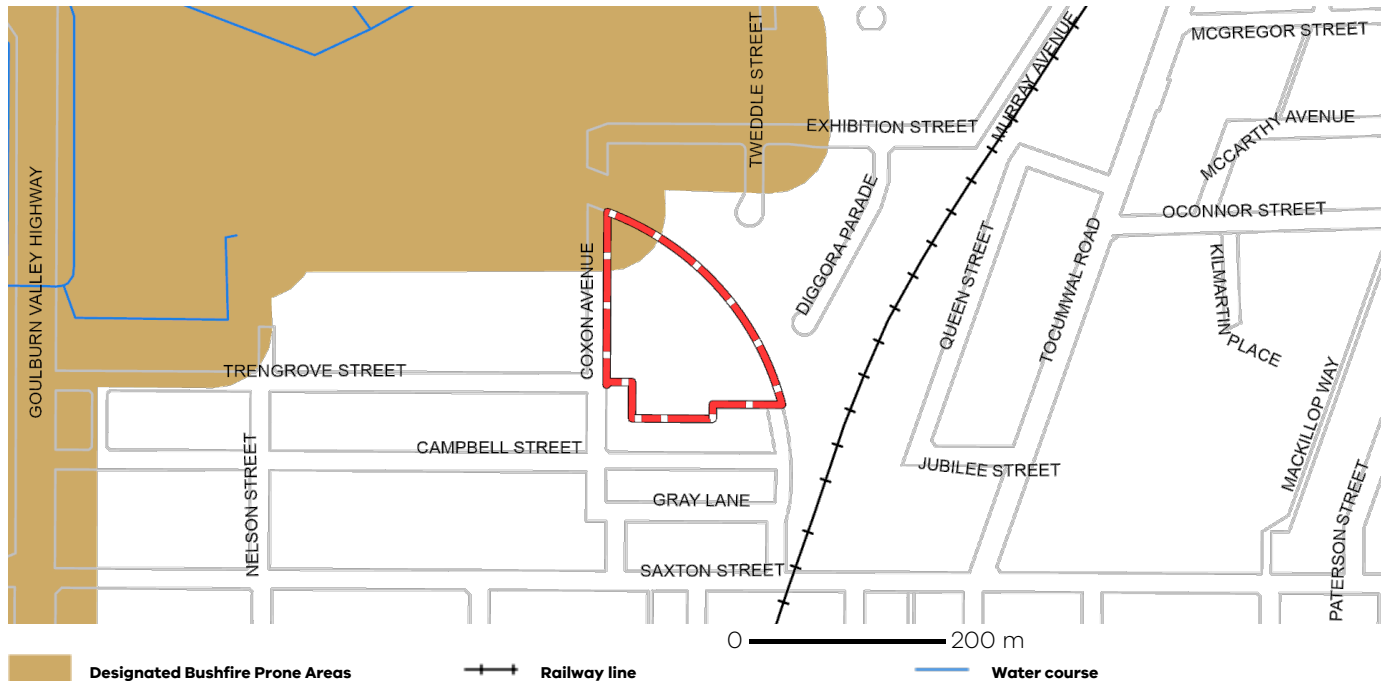 MCGREGOR STREET
TWEDDLE STREET
MURRAY AVENUE
EXHIBITION STREET
MCCARTHY AVENUE
GOULBURN VALLEY HIGHWAY
COXON AVENUE
DIGGORA PARADE
QUEEN STREET
TOCUMWAL ROAD
OCONNOR STREET
KILMARTIN PLACE
TRENGROVE STREET
MACKILLOP WAY
CAMPBELL STREET
JUBILEE STREET
NELSON STREET
GRAY LANE
PATERSON STREET
SAXTON STREET
0 200 m
Designated Bushfire Prone Areas
Railway line
Water course